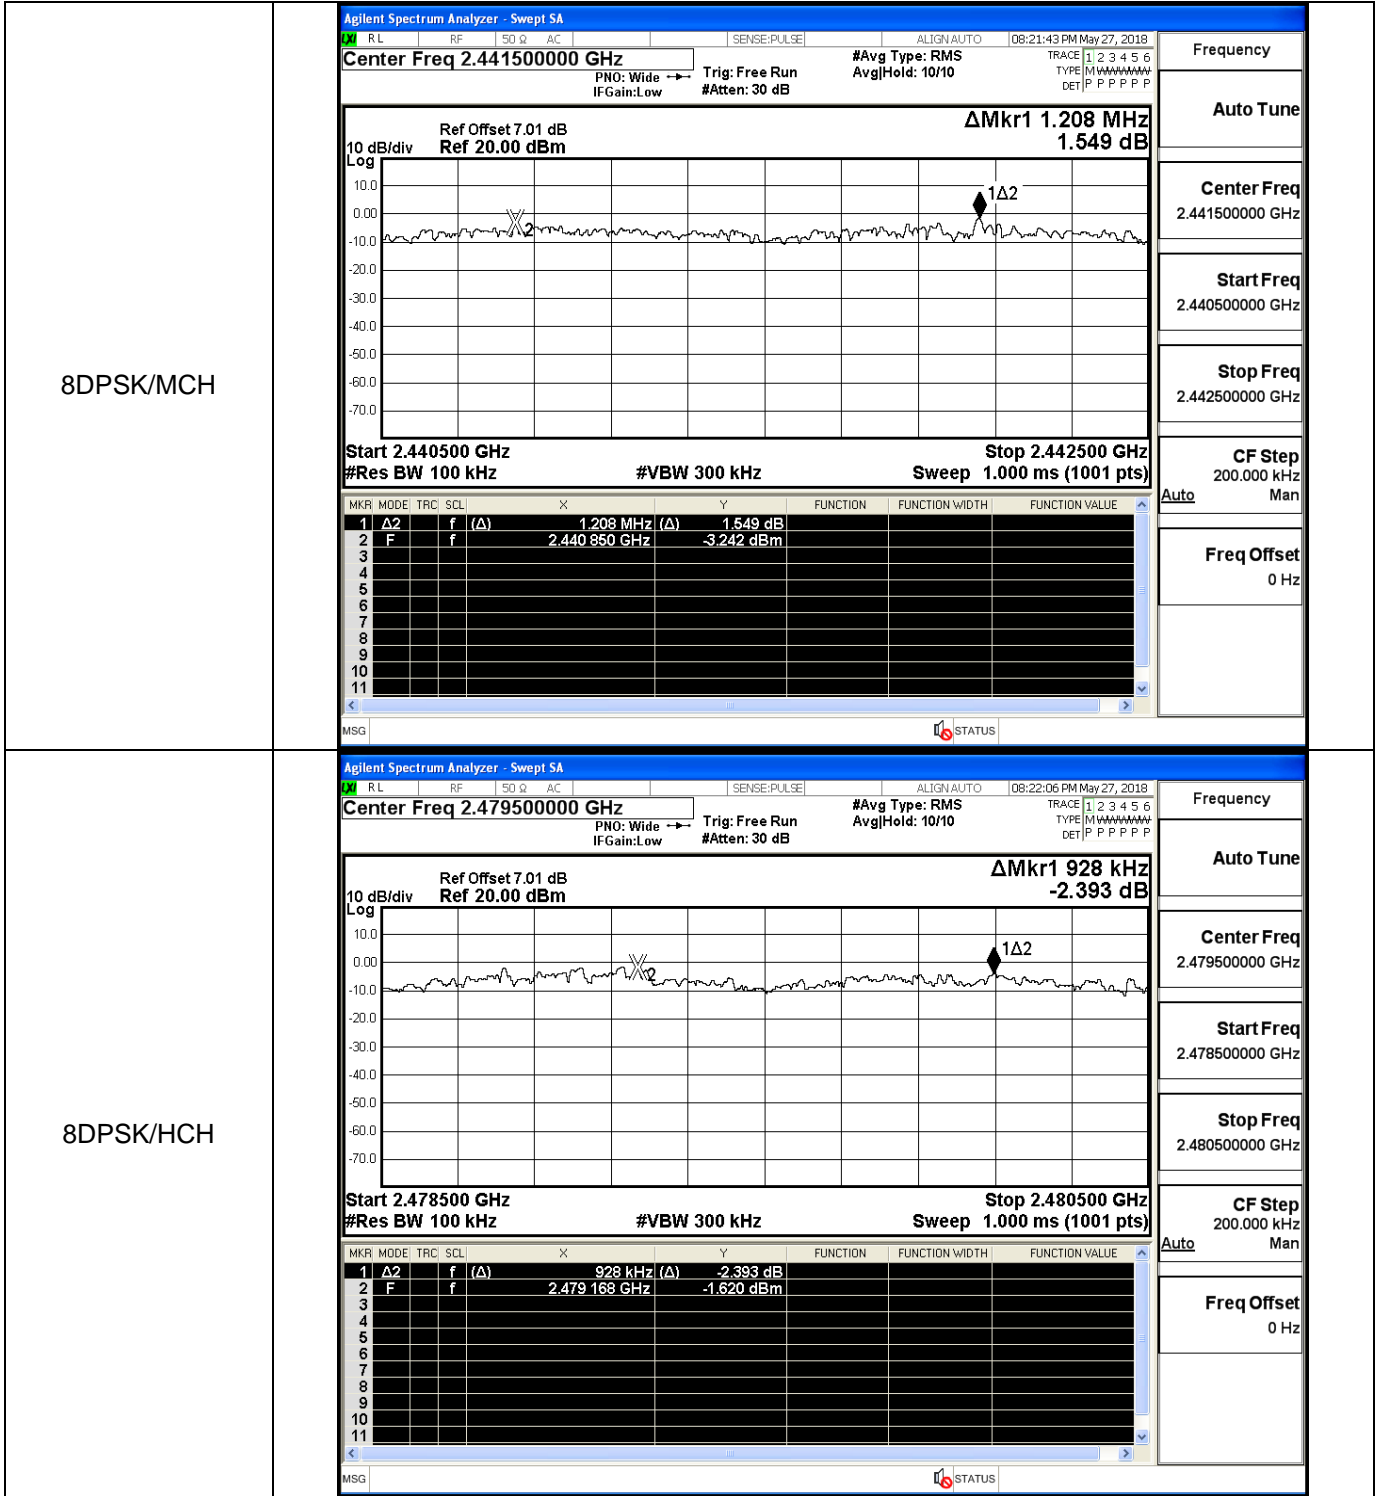 8DPSK/MCH
Agilent Spectrum Analyzer - Swept SA
LXI RL RF 50 Ω AC SENSE:PULSE ALIGN AUTO 08:21:43 PM May 27, 2018
Center Freq 2.441500000 GHz
PNO: Wide
IFGain:Low
Trig: Free Run
#Atten: 30 dB
#Avg Type: RMS
Avg|Hold: 10/10
TRACE 1 2 3 4 5 6
TYPE M WWWWW
DET P P P P P P
ΔMkr1 1.208 MHz
1.549 dB
Ref Offset 7.01 dB
10 dB/div Ref 20.00 dBm
Log
10.0
0.00
-10.0
-20.0
-30.0
-40.0
-50.0
-60.0
-70.0
1Δ2
2
Start 2.440500 GHz Stop 2.442500 GHz
#Res BW 100 kHz #VBW 300 kHz Sweep 1.000 ms (1001 pts)
MKR MODE TRC SCL X Y FUNCTION FUNCTION WIDTH FUNCTION VALUE
1 Δ2 f (Δ) 1.208 MHz (Δ) 1.549 dB
2 F f 2.440 850 GHz -3.242 dBm
3
4
5
6
7
8
9
10
11
MSG STATUS
Frequency
Auto Tune
Center Freq
2.441500000 GHz
Start Freq
2.440500000 GHz
Stop Freq
2.442500000 GHz
CF Step
200.000 kHz
Auto Man
Freq Offset
0 Hz
8DPSK/HCH
Agilent Spectrum Analyzer - Swept SA
LXI RL RF 50 Ω AC SENSE:PULSE ALIGN AUTO 08:22:06 PM May 27, 2018
Center Freq 2.479500000 GHz
PNO: Wide
IFGain:Low
Trig: Free Run
#Atten: 30 dB
#Avg Type: RMS
Avg|Hold: 10/10
TRACE 1 2 3 4 5 6
TYPE M WWWWW
DET P P P P P P
ΔMkr1 928 kHz
-2.393 dB
Ref Offset 7.01 dB
10 dB/div Ref 20.00 dBm
Log
10.0
0.00
-10.0
-20.0
-30.0
-40.0
-50.0
-60.0
-70.0
1Δ2
2
Start 2.478500 GHz Stop 2.480500 GHz
#Res BW 100 kHz #VBW 300 kHz Sweep 1.000 ms (1001 pts)
MKR MODE TRC SCL X Y FUNCTION FUNCTION WIDTH FUNCTION VALUE
1 Δ2 f (Δ) 928 kHz (Δ) -2.393 dB
2 F f 2.479 168 GHz -1.620 dBm
3
4
5
6
7
8
9
10
11
MSG STATUS
Frequency
Auto Tune
Center Freq
2.479500000 GHz
Start Freq
2.478500000 GHz
Stop Freq
2.480500000 GHz
CF Step
200.000 kHz
Auto Man
Freq Offset
0 Hz